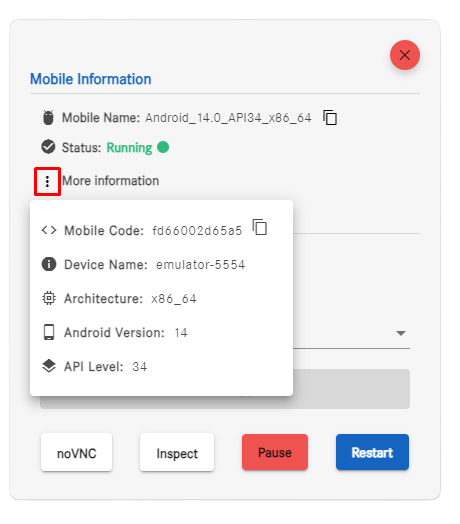 Mobile Information
Mobile Name: Android_14.0_API34_x86_64
Status: Running
More information
Mobile Code: fd66002d65a5
Device Name: emulator-5554
Architecture: x86_64
Android Version: 14
API Level: 34
noVNC Inspect Pause Restart